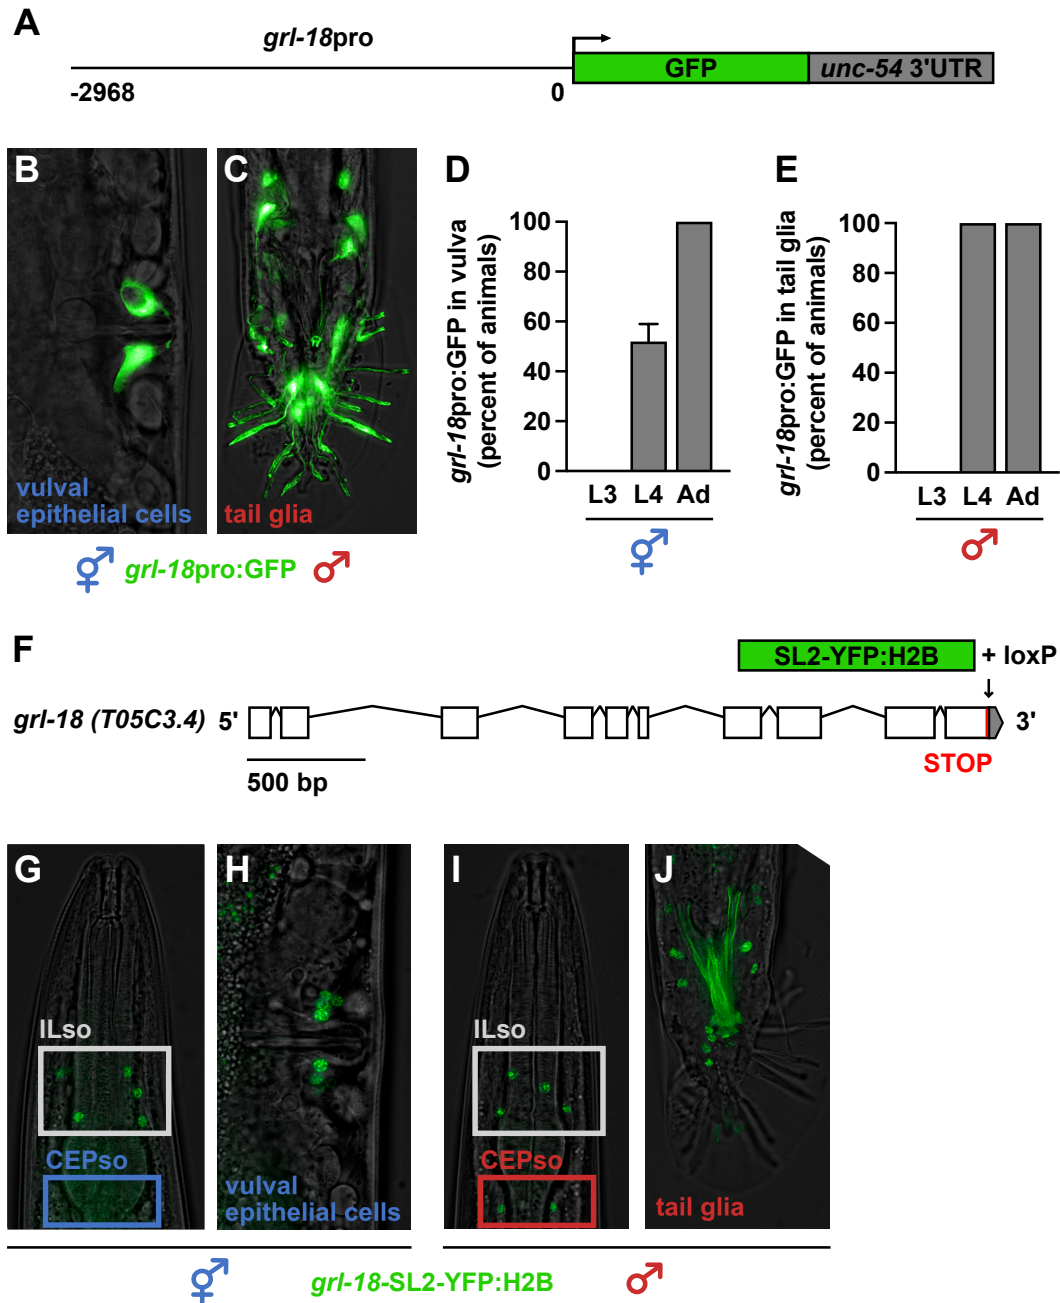 A
grl-18pro
GFP
unc-54 3'UTR
-2968
0
B
vulval
epithelial cells
C
tail glia
grl-18pro:GFP
D
grl-18pro:GFP in vulva
(percent of animals)
100
80
60
40
20
0
L3 L4 Ad
E
grl-18pro:GFP in tail glia
(percent of animals)
100
80
60
40
20
0
L3 L4 Ad
F
SL2-YFP:H2B + loxP
grl-18 (T05C3.4) 5' 3'
STOP
500 bp
G
ILso
CEPso
H
vulval
epithelial cells
I
ILso
CEPso
J
tail glia
grl-18-SL2-YFP:H2B